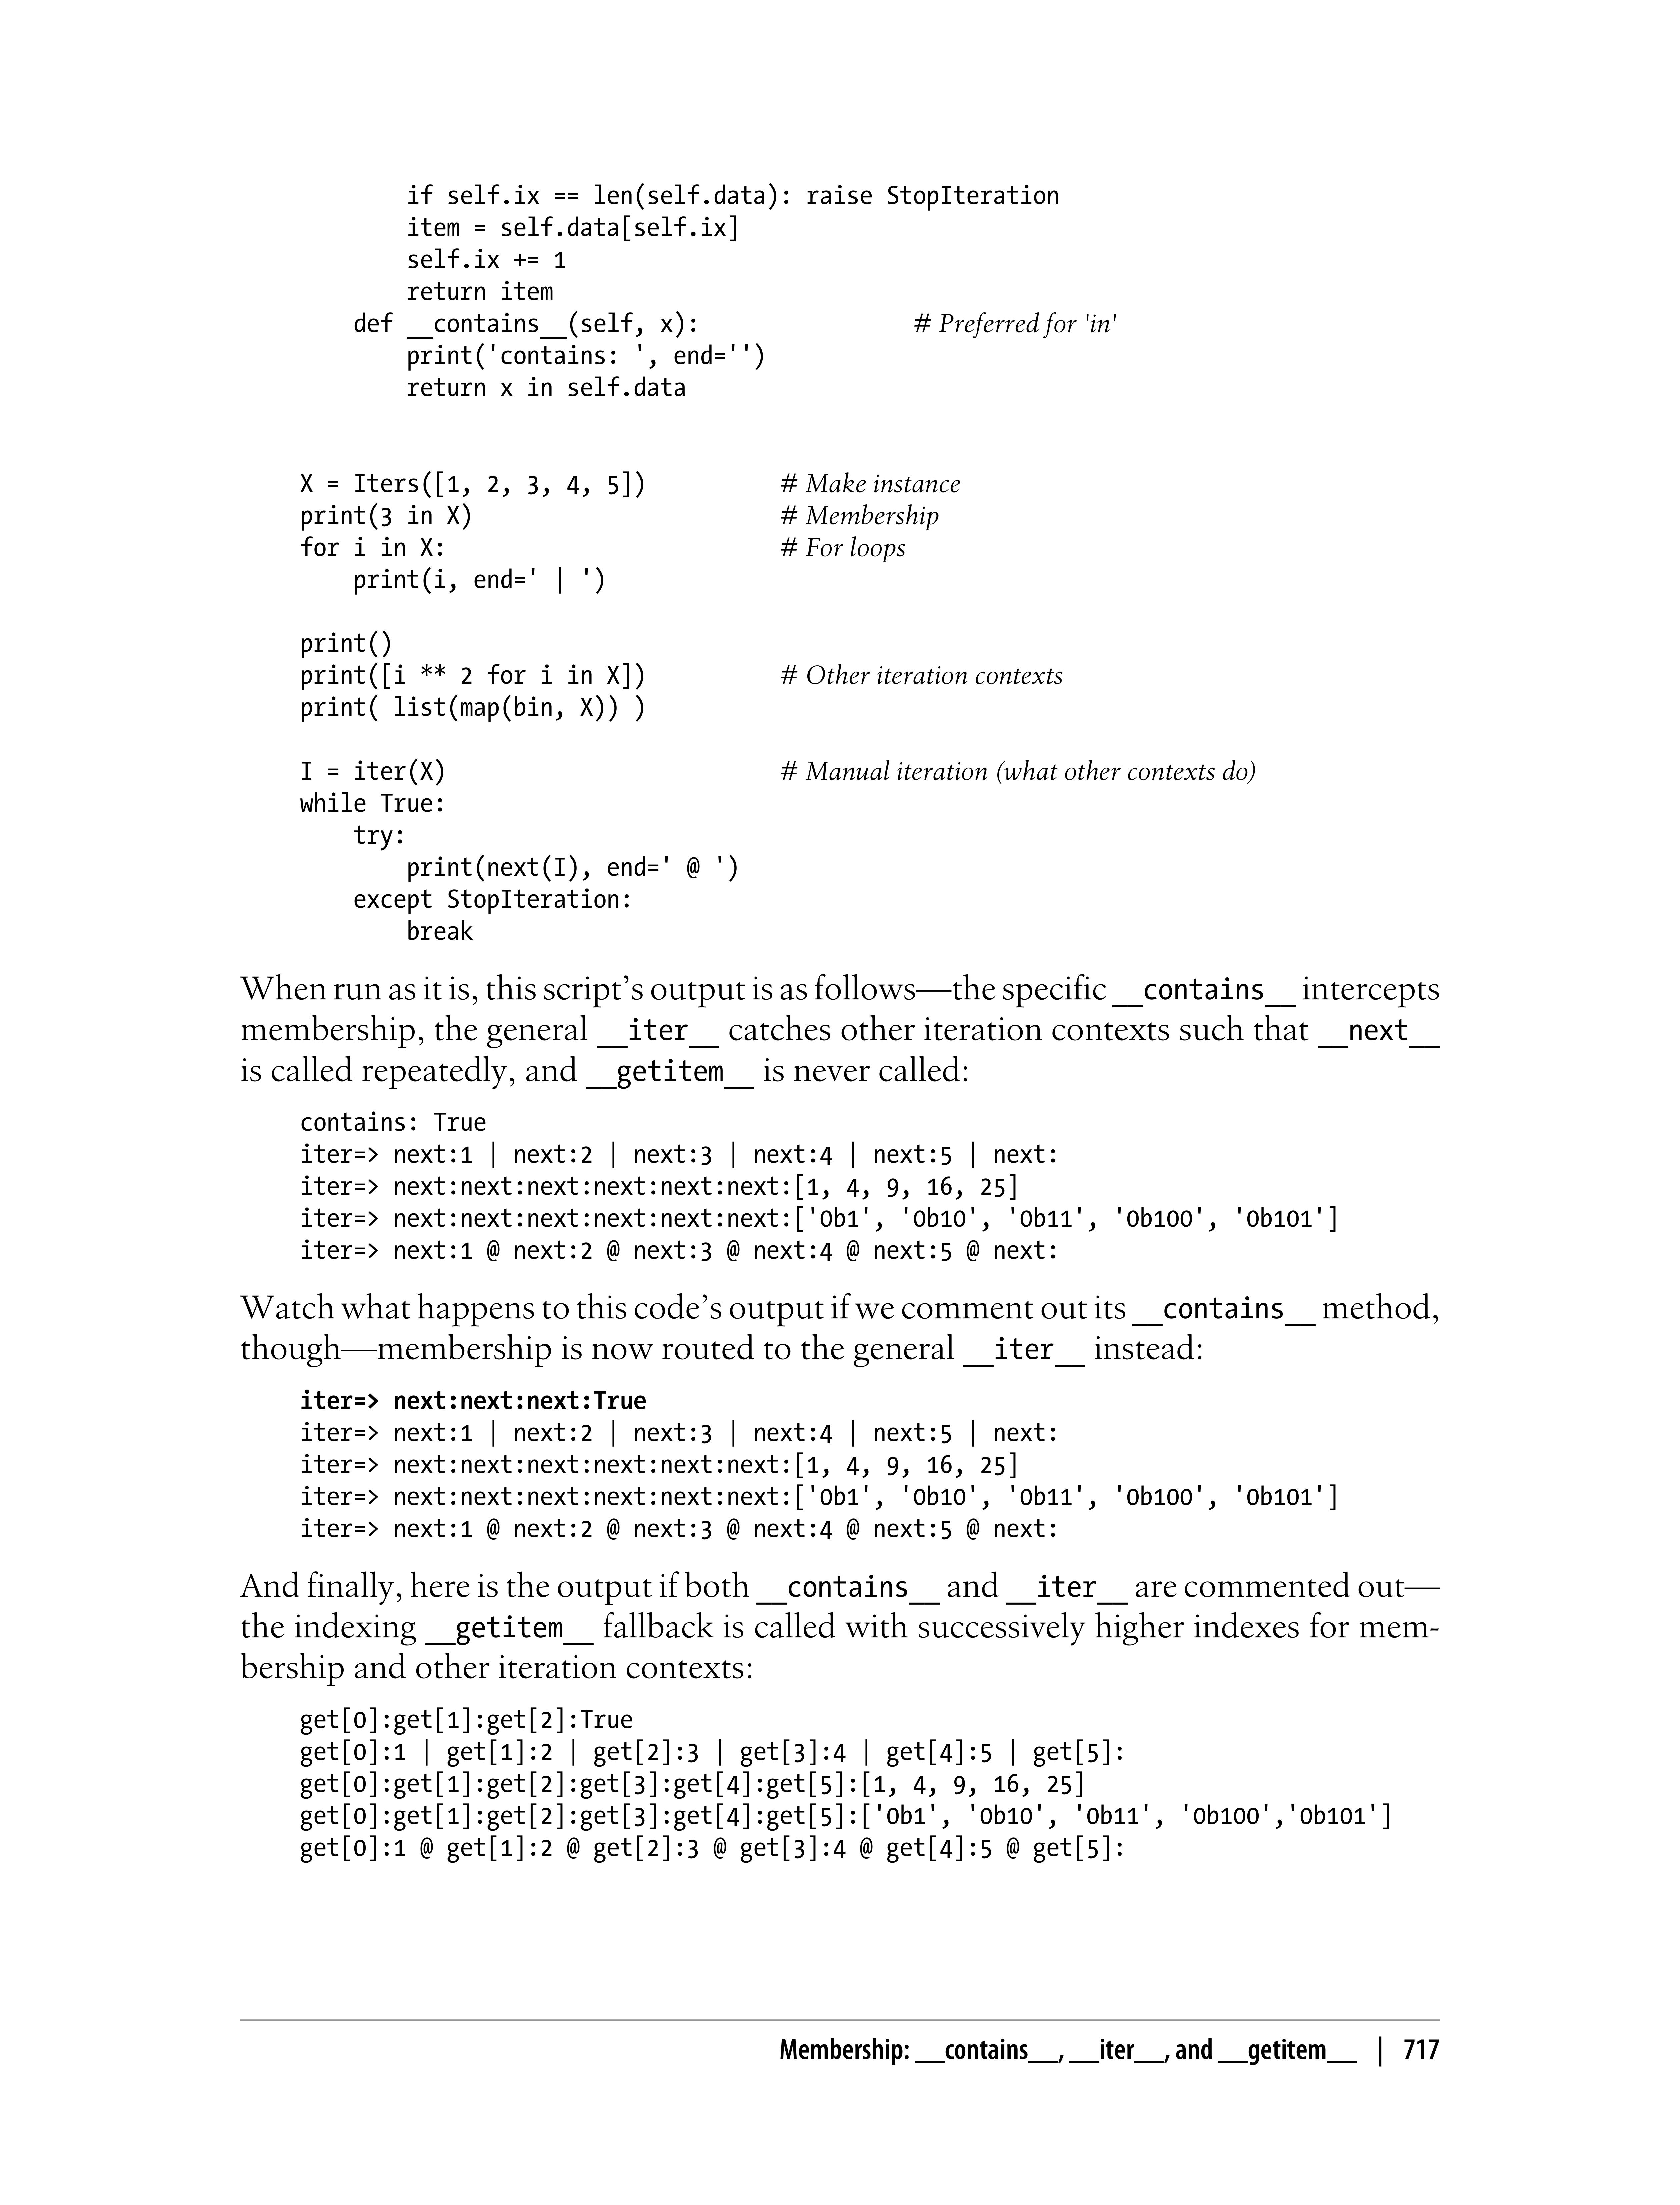 if self.ix == len(self.data): raise StopIteration
item = self.data[self.ix]
self.ix += 1
return item
def __contains__(self, x): # Preferred for 'in'
print('contains: ', end='')
return x in self.data
X = Iters([1, 2, 3, 4, 5]) # Make instance
print(3 in X) # Membership
for i in X: # For loops
print(i, end=' | ')
print()
print([i ** 2 for i in X]) # Other iteration contexts
print( list(map(bin, X)) )
I = iter(X) # Manual iteration (what other contexts do)
while True:
try:
print(next(I), end=' @ ')
except StopIteration:
break
When run as it is, this script’s output is as follows—the specific __contains__ intercepts
membership, the general __iter__ catches other iteration contexts such that __next__
is called repeatedly, and __getitem__ is never called:
contains: True
iter=> next:1 | next:2 | next:3 | next:4 | next:5 | next:
iter=> next:next:next:next:next:next:[1, 4, 9, 16, 25]
iter=> next:next:next:next:next:next:['0b1', '0b10', '0b11', '0b100', '0b101']
iter=> next:1 @ next:2 @ next:3 @ next:4 @ next:5 @ next:
Watch what happens to this code’s output if we comment out its __contains__ method,
though—membership is now routed to the general __iter__ instead:
iter=> next:next:next:True
iter=> next:1 | next:2 | next:3 | next:4 | next:5 | next:
iter=> next:next:next:next:next:next:[1, 4, 9, 16, 25]
iter=> next:next:next:next:next:next:['0b1', '0b10', '0b11', '0b100', '0b101']
iter=> next:1 @ next:2 @ next:3 @ next:4 @ next:5 @ next:
And finally, here is the output if both __contains__ and __iter__ are commented out—
the indexing __getitem__ fallback is called with successively higher indexes for mem-
bership and other iteration contexts:
get[0]:get[1]:get[2]:True
get[0]:1 | get[1]:2 | get[2]:3 | get[3]:4 | get[4]:5 | get[5]:
get[0]:get[1]:get[2]:get[3]:get[4]:get[5]:[1, 4, 9, 16, 25]
get[0]:get[1]:get[2]:get[3]:get[4]:get[5]:['0b1', '0b10', '0b11', '0b100','0b101']
get[0]:1 @ get[1]:2 @ get[2]:3 @ get[3]:4 @ get[4]:5 @ get[5]:
Membership: __contains__, __iter__, and __getitem__ | 717